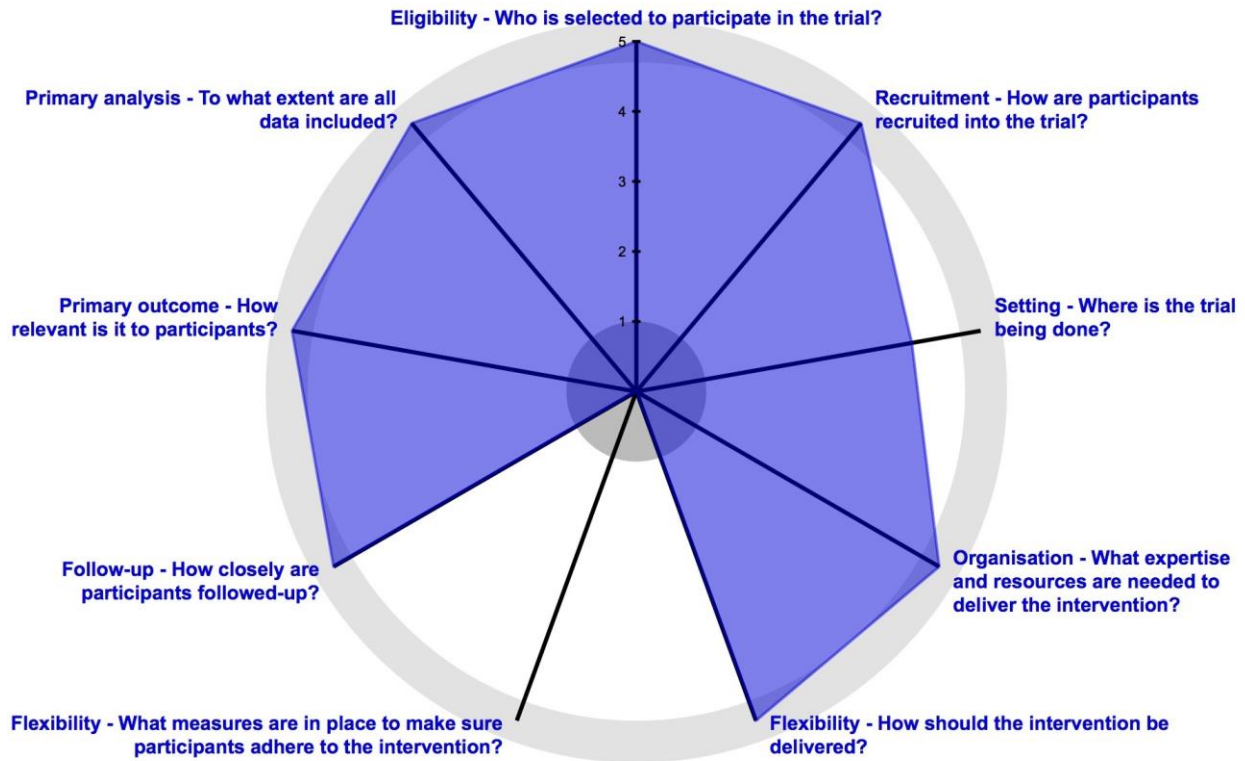 Eligibility - Who is selected to participate in the trial?
5
Primary analysis - To what extent are all
data included?
Recruitment - How are participants
recruited into the trial?
4
3
2
Primary outcome - How
relevant is it to participants?
Setting - Where is the trial
being done?
1
Follow-up - How closely are
participants followed-up?
Organisation - What expertise
and resources are needed to
deliver the intervention?
Flexibility - What measures are in place to make sure
participants adhere to the intervention?
Flexibility - How should the intervention be
delivered?